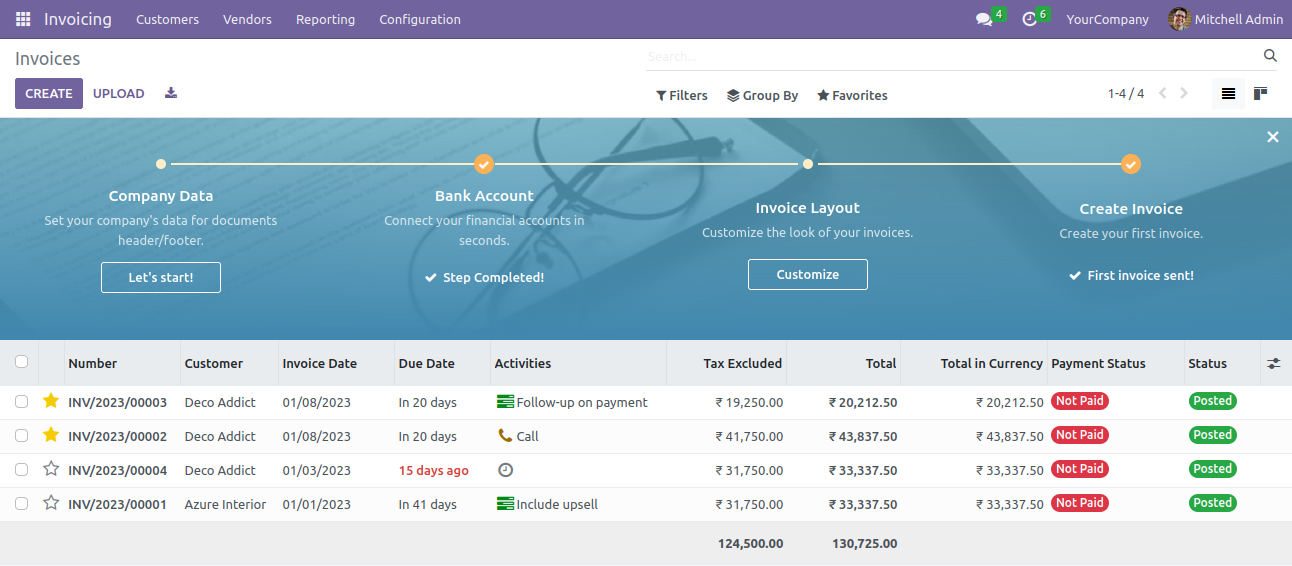 Invoicing Customers Vendors Reporting Configuration 4 6 YourCompany Mitchell Admin
Invoices Search...
CREATE UPLOAD Filters Group By Favorites 1-4 / 4
Company Data
Set your company's data for documents
header/footer.
Let's start!
Bank Account
Connect your financial accounts in
seconds.
Step Completed!
Invoice Layout
Customize the look of your invoices.
Customize
Create Invoice
Create your first invoice.
First invoice sent!
Number Customer Invoice Date Due Date Activities Tax Excluded Total Total in Currency Payment Status Status
INV/2023/00003 Deco Addict 01/08/2023 In 20 days Follow-up on payment ₹ 19,250.00 ₹ 20,212.50 ₹ 20,212.50 Not Paid Posted
INV/2023/00002 Deco Addict 01/08/2023 In 20 days Call ₹ 41,750.00 ₹ 43,837.50 ₹ 43,837.50 Not Paid Posted
INV/2023/00004 Deco Addict 01/03/2023 15 days ago ₹ 31,750.00 ₹ 33,337.50 ₹ 33,337.50 Not Paid Posted
INV/2023/00001 Azure Interior 01/01/2023 In 41 days Include upsell ₹ 31,750.00 ₹ 33,337.50 ₹ 33,337.50 Not Paid Posted
124,500.00 130,725.00